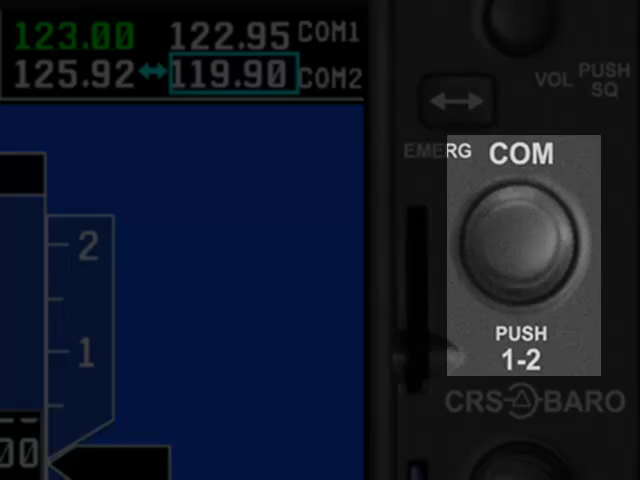 123.00 122.95 COM1
125.92 119.90 COM2
VOL PUSH SQ
EMERG
COM
2
1
PUSH
1-2
CRS BARO
00